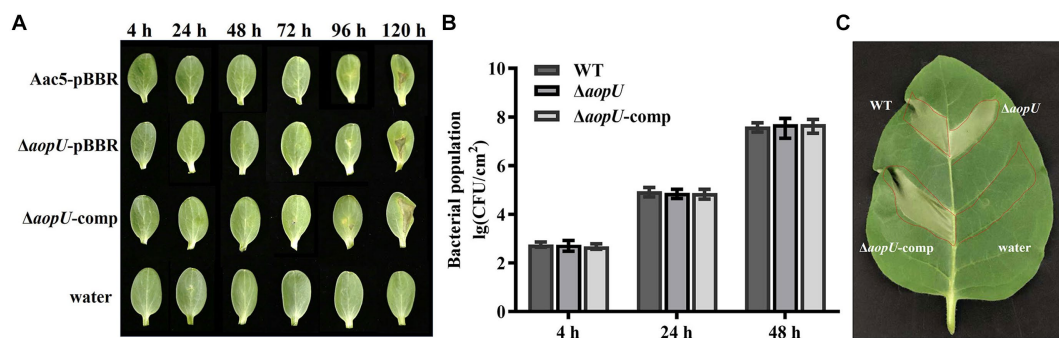 A
4 h 24 h 48 h 72 h 96 h 120 h
Aac5-pBBR
ΔaopU-pBBR
ΔaopU-comp
water
B
Bacterial population
lg(CFU/cm²)
10
8
6
4
2
0
WT
ΔaopU
ΔaopU-comp
4 h 24 h 48 h
C
WT
ΔaopU
ΔaopU-comp
water